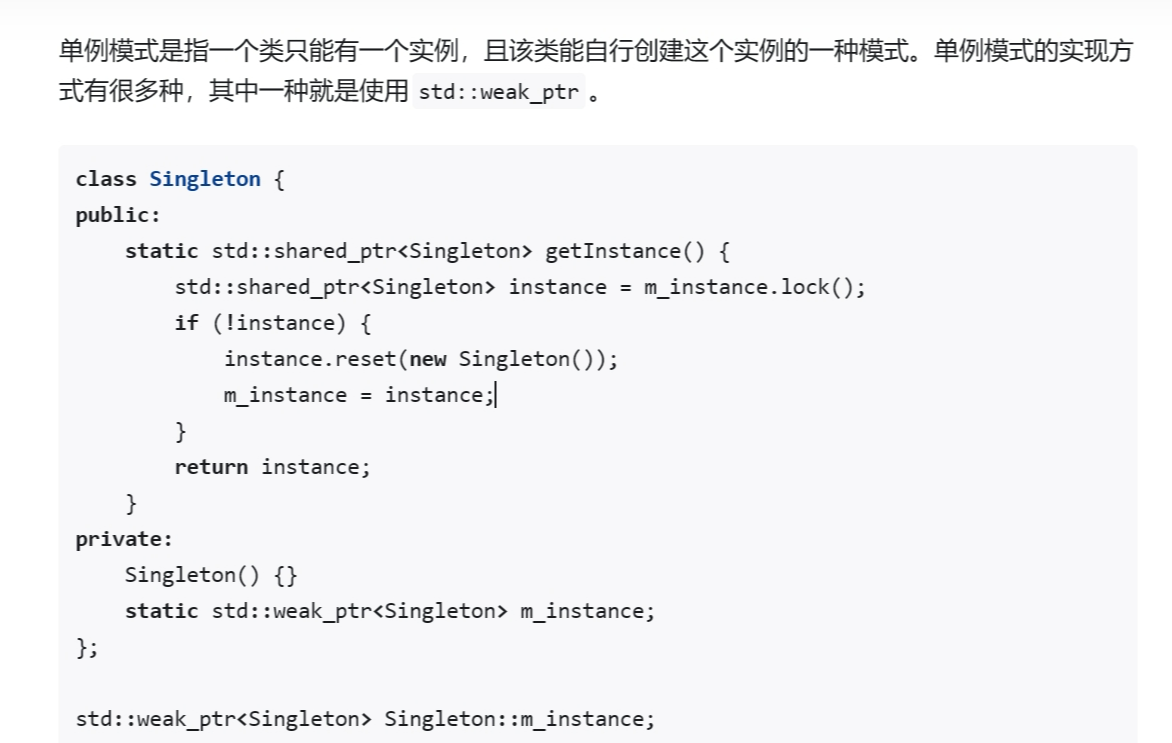 单例模式是指一个类只能有一个实例，且该类能自行创建这个实例的一种模式。单例模式的实现方
式有很多种，其中一种就是使用 std::weak_ptr 。
class Singleton {
public:
    static std::shared_ptr<Singleton> getInstance() {
        std::shared_ptr<Singleton> instance = m_instance.lock();
        if (!instance) {
            instance.reset(new Singleton());
            m_instance = instance;
        }
        return instance;
    }
private:
    Singleton() {}
    static std::weak_ptr<Singleton> m_instance;
};
std::weak_ptr<Singleton> Singleton::m_instance;